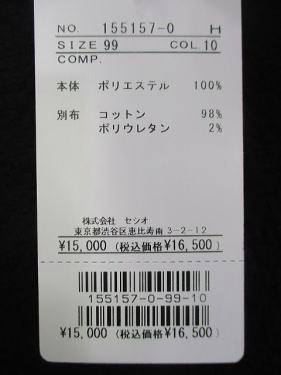 NO. 155157-0 H
SIZE 99 COL. 10
COMP.
本体 ポリエステル 100%
別布 コットン 98%
ポリウレタン 2%
株式会社 セシオ
東京都渋谷区恵比寿南 3-2-12
¥15,000 (税込価格¥16,500)
155157-0-99-10
¥15,000 (税込価格¥16,500)